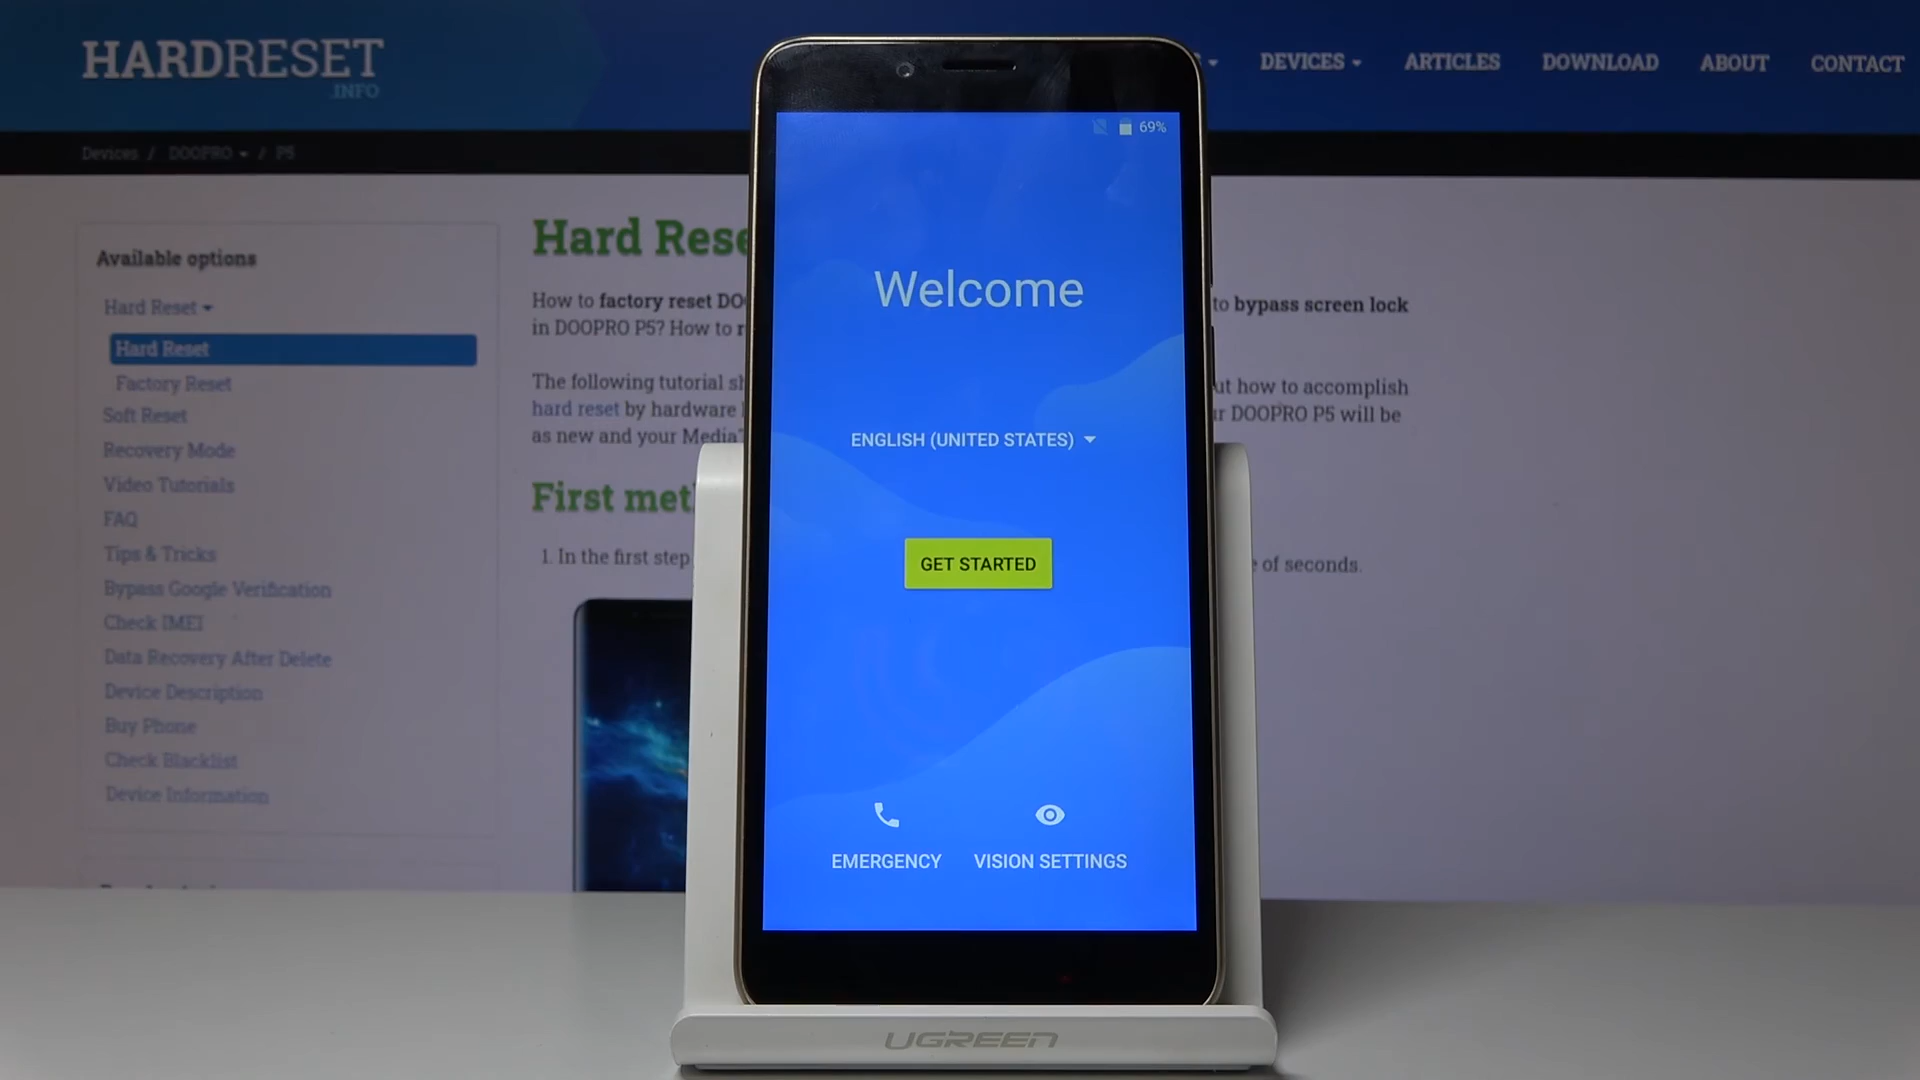 HARDRESET
.INFO
DEVICES
ARTICLES
DOWNLOAD
ABOUT
CONTACT
Devices / DOOPRO / P5
Available options
Hard Reset
Hard Reset
Factory Reset
Soft Reset
Recovery Mode
Video Tutorials
FAQ
Tips & Tricks
Bypass Google Verification
Check IMEI
Data Recovery After Delete
Device Description
Buy Phone
Check Blacklist
Device Information
Hard Rese
How to factory reset DO
to bypass screen lock
in DOOPRO P5? How to
The following tutorial
ut how to accomplish
hard reset by hardware
DOOPRO P5 will be
as new and your Media
First met
1. In the first step
of seconds.
69%
Welcome
ENGLISH (UNITED STATES)
GET STARTED
EMERGENCY
VISION SETTINGS
UGREEN